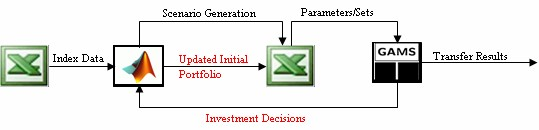 Scenario Generation
Parameters/Sets
Index Data
Updated Initial
Portfolio
GAMS
Transfer Results
Investment Decisions